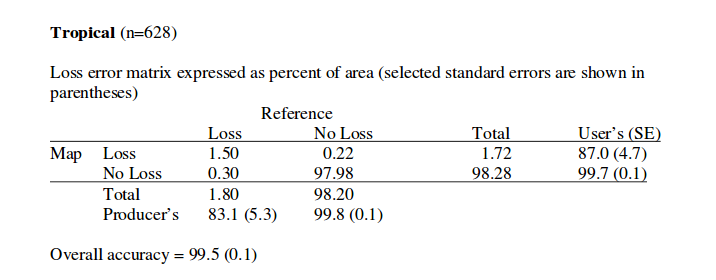 Tropical (n=628)
Loss error matrix expressed as percent of area (selected standard errors are shown in
parentheses)
Reference
Loss No Loss Total User's (SE)
Map Loss 1.50 0.22 1.72 87.0 (4.7)
No Loss 0.30 97.98 98.28 99.7 (0.1)
Total 1.80 98.20
Producer's 83.1 (5.3) 99.8 (0.1)
Overall accuracy = 99.5 (0.1)